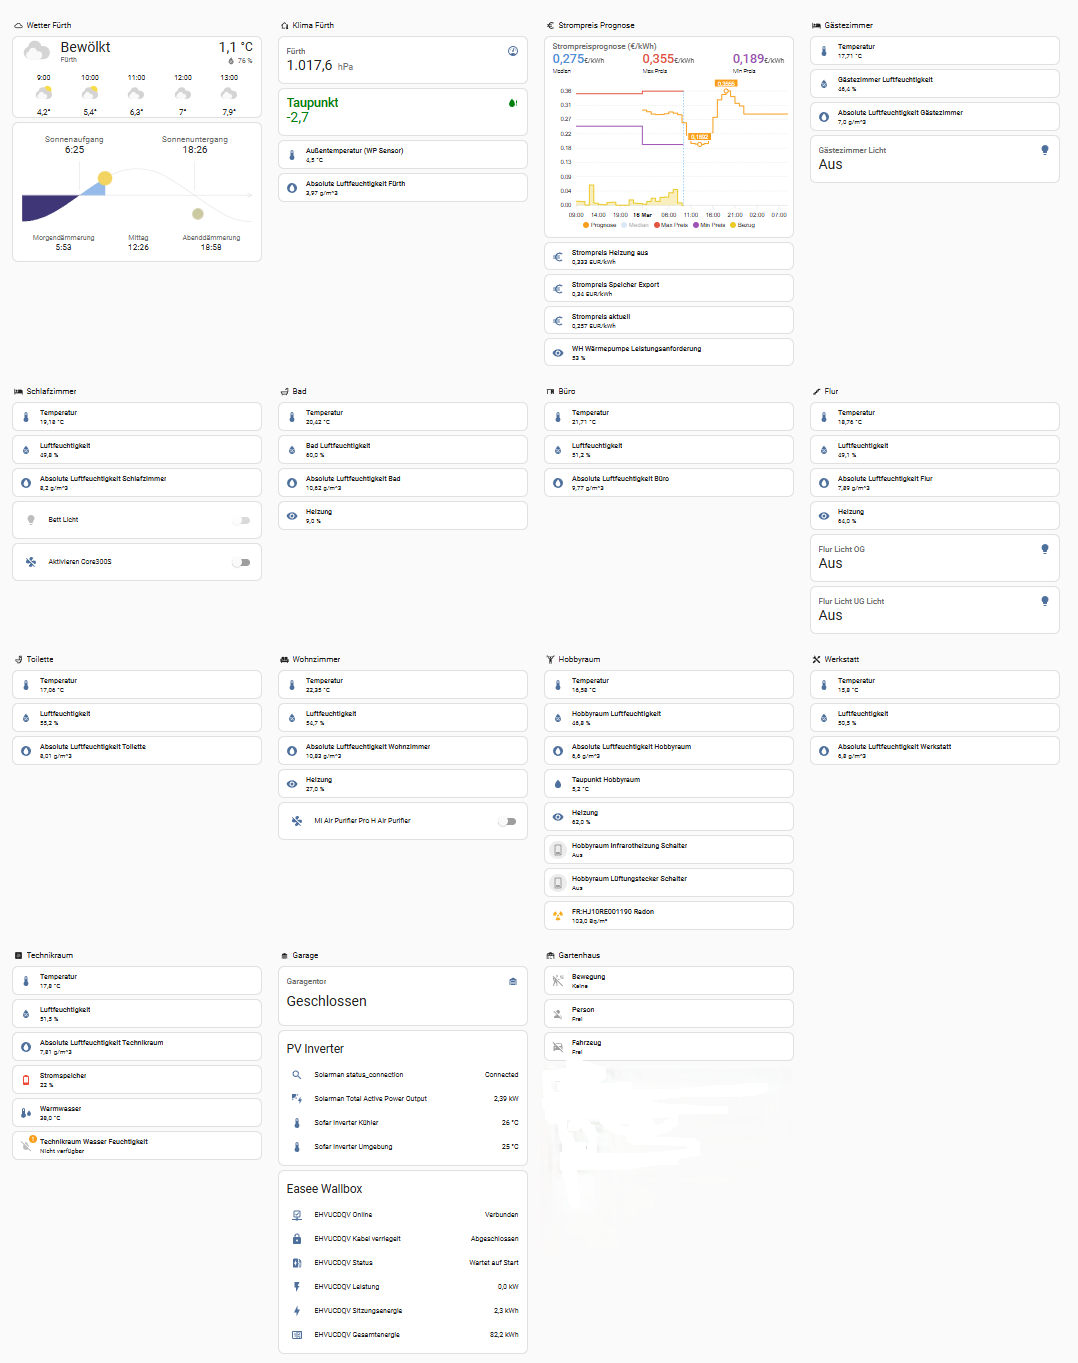 Wetter Fürth
Bewölkt
Fürth
1,1 °C
76 %
9:00 10:00 11:00 12:00 13:00
4,2° 5,4° 6,3° 7° 7,9°
Sonnenaufgang Sonnenuntergang
6:25 18:26
Morgendämmerung Mittag Abenddämmerung
5:53 12:26 18:58
Klima Fürth
Fürth
1.017,6 hPa
Taupunkt
-2,7
Außentemperatur (WP Sensor)
4,5 °C
Absolute Luftfeuchtigkeit Fürth
3,97 g/m^3
Strompreis Prognose
Strompreisprognose (€/kWh)
0,275€/kWh 0,355€/kWh 0,189€/kWh
Median Max Preis Min Preis
0.36
0.31
0.27
0.22
0.18
0.13
0.09
0.04
0.00
09:00 14:00 19:00 16 Mar 06:00 11:00 16:00 21:00 02:00 07:00
Prognose Median Max Preis Min Preis Bezug
Strompreis Heizung aus
0,333 EUR/kWh
Strompreis Speicher Export
0,34 EUR/kWh
Strompreis aktuell
0,257 EUR/kWh
WH Wärmepumpe Leistungsanforderung
53 %
Gästezimmer
Temperatur
17,71 °C
Gästezimmer Luftfeuchtigkeit
46,4 %
Absolute Luftfeuchtigkeit Gästezimmer
7,0 g/m^3
Gästezimmer Licht
Aus
Schlafzimmer
Temperatur
19,18 °C
Luftfeuchtigkeit
49,8 %
Absolute Luftfeuchtigkeit Schlafzimmer
8,2 g/m^3
Bett Licht
Aktivieren Core300S
Bad
Temperatur
20,42 °C
Bad Luftfeuchtigkeit
60,0 %
Absolute Luftfeuchtigkeit Bad
10,62 g/m^3
Heizung
9,0 %
Büro
Temperatur
21,71 °C
Luftfeuchtigkeit
51,2 %
Absolute Luftfeuchtigkeit Büro
9,77 g/m^3
Flur
Temperatur
18,76 °C
Luftfeuchtigkeit
49,1 %
Absolute Luftfeuchtigkeit Flur
7,89 g/m^3
Heizung
64,0 %
Flur Licht OG
Aus
Flur Licht UG Licht
Aus
Toilette
Temperatur
17,06 °C
Luftfeuchtigkeit
55,2 %
Absolute Luftfeuchtigkeit Toilette
8,01 g/m^3
Wohnzimmer
Temperatur
22,35 °C
Luftfeuchtigkeit
54,7 %
Absolute Luftfeuchtigkeit Wohnzimmer
10,83 g/m^3
Heizung
27,0 %
Mi Air Purifier Pro H Air Purifier
Hobbyraum
Temperatur
16,58 °C
Hobbyraum Luftfeuchtigkeit
46,8 %
Absolute Luftfeuchtigkeit Hobbyraum
6,6 g/m^3
Taupunkt Hobbyraum
5,2 °C
Heizung
62,0 %
Hobbyraum Infrarotheizung Schalter
Aus
Hobbyraum Lüftungstecker Schalter
Aus
FR:HJ10RE001190 Radon
103,0 Bq/m³
Werkstatt
Temperatur
15,8 °C
Luftfeuchtigkeit
50,5 %
Absolute Luftfeuchtigkeit Werkstatt
6,8 g/m^3
Technikraum
Temperatur
17,8 °C
Luftfeuchtigkeit
51,5 %
Absolute Luftfeuchtigkeit Technikraum
7,81 g/m^3
Stromspeicher
22 %
Warmwasser
38,0 °C
Technikraum Wasser Feuchtigkeit
Nicht verfügbar
Garage
Garagentor
Geschlossen
PV Inverter
Solarman status_connection Connected
Solarman Total Active Power Output 2,39 kW
Sofar Inverter Kühler 26 °C
Sofar Inverter Umgebung 25 °C
Easee Wallbox
EHVUCDQV Online Verbunden
EHVUCDQV Kabel verriegelt Abgeschlossen
EHVUCDQV Status Wartet auf Start
EHVUCDQV Leistung 0,0 kW
EHVUCDQV Sitzungsenergie 2,3 kWh
EHVUCDQV Gesamtenergie 82,2 kWh
Gartenhaus
Bewegung
Keine
Person
Frei
Fahrzeug
Frei